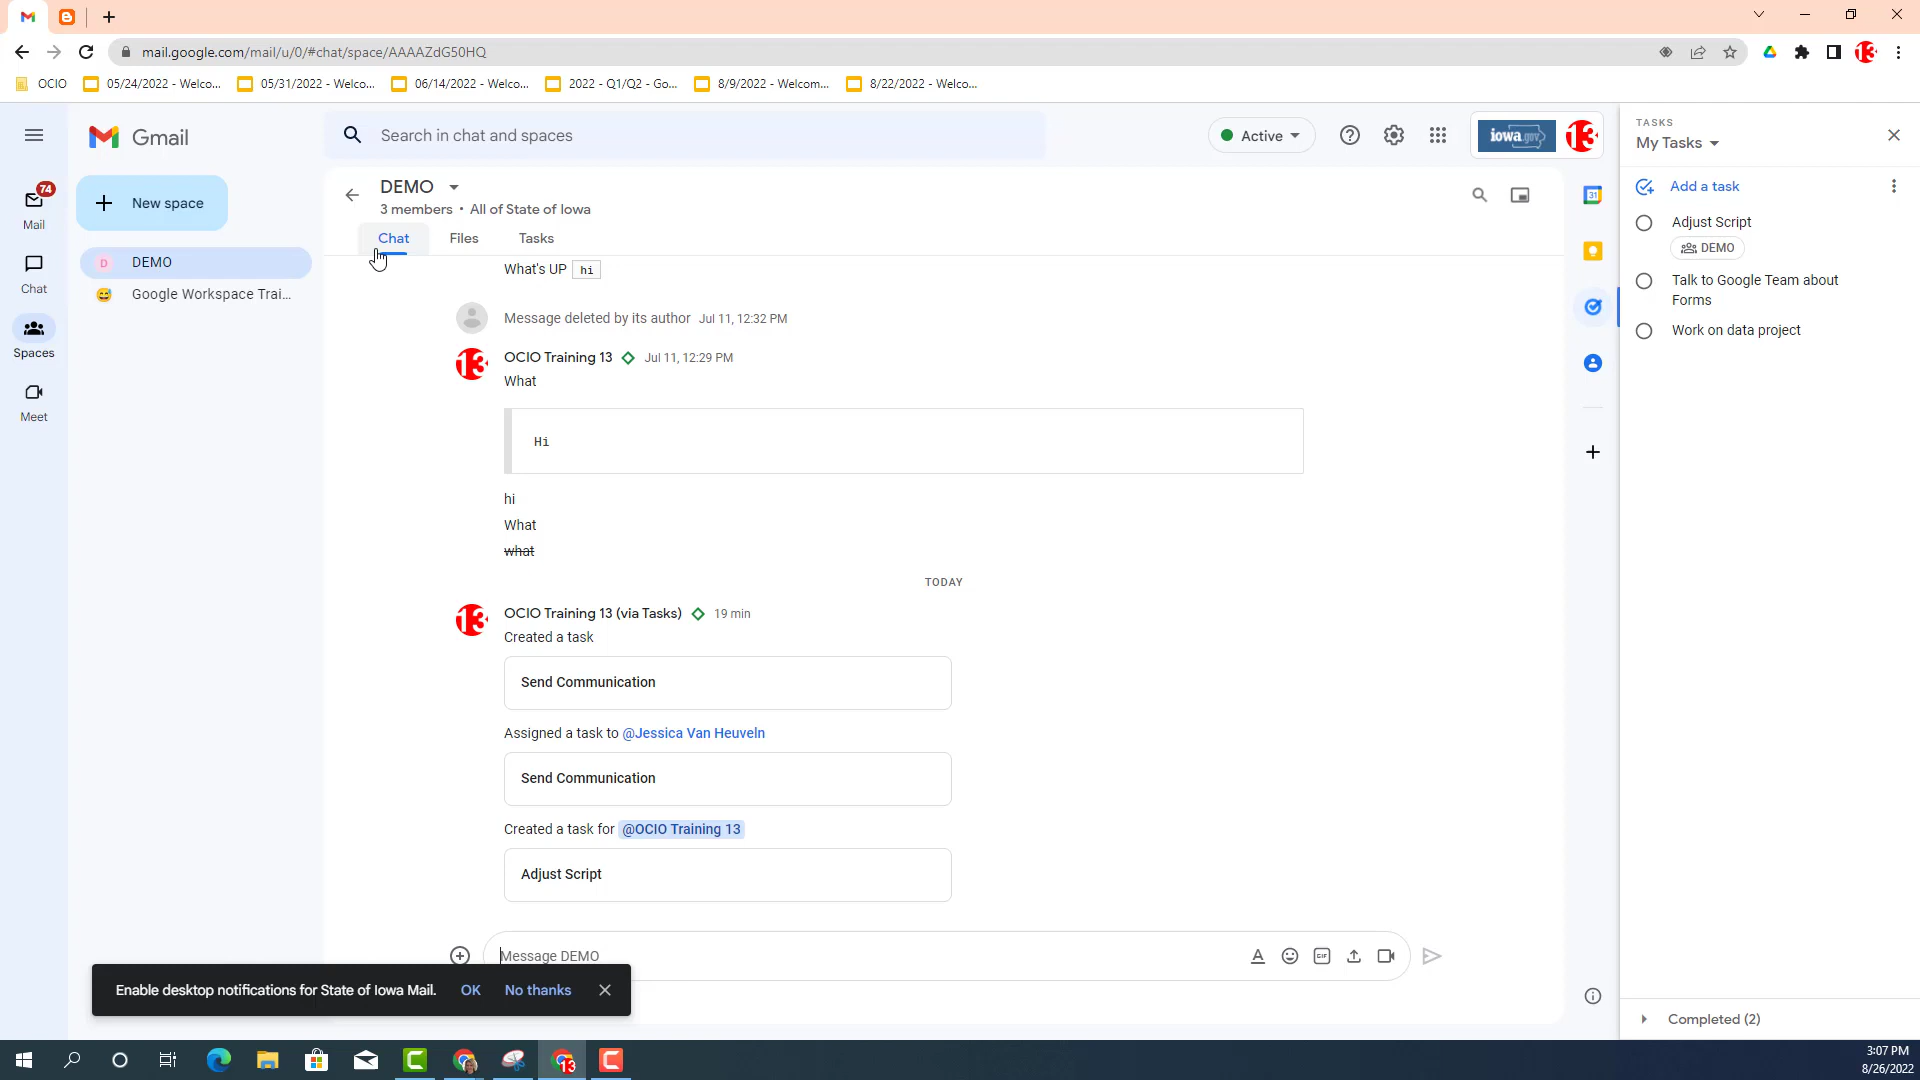 mail.google.com/mail/u/0/#chat/space/AAAAZdG50HQ
13
OCIO
05/24/2022 - Welco...
05/31/2022 - Welco...
06/14/2022 - Welco...
2022 - Q1/Q2 - Go...
8/9/2022 - Welcom...
8/22/2022 - Welco...
Gmail
Search in chat and spaces
Active
iowa.gov
13
TASKS
My Tasks
74
Mail
Chat
Spaces
Meet
New space
D
DEMO
Google Workspace Trai...
DEMO
3 members • All of State of Iowa
Chat
Files
Tasks
What's UP hi
Message deleted by its author Jul 11, 12:32 PM
13
OCIO Training 13 Jul 11, 12:29 PM
What
Hi
hi
What
what
TODAY
13
OCIO Training 13 (via Tasks) 19 min
Created a task
Send Communication
Assigned a task to @Jessica Van Heuveln
Send Communication
Created a task for @OCIO Training 13
Adjust Script
Message DEMO
GIF
Enable desktop notifications for State of Iowa Mail.
OK
No thanks
31
Add a task
Adjust Script
DEMO
Talk to Google Team about
Forms
Work on data project
Completed (2)
13
3:07 PM
8/26/2022